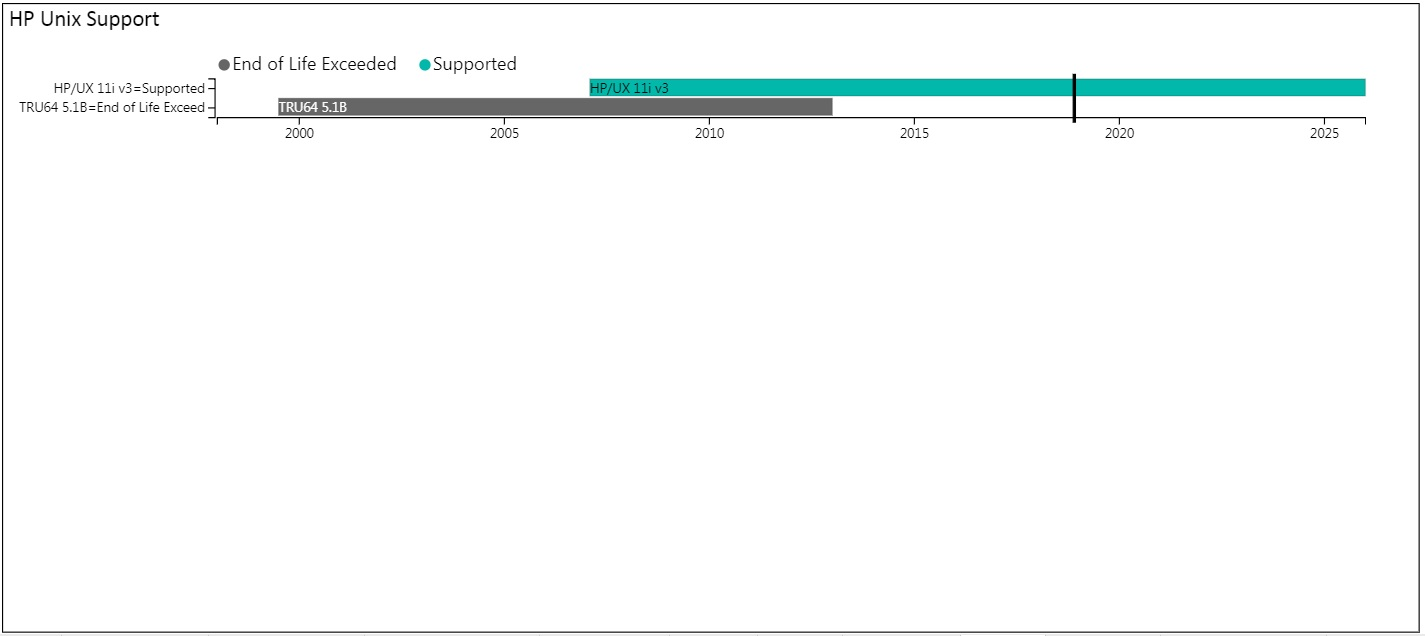 HP Unix Support
End of Life Exceeded Supported
HP/UX 11i v3=Supported HP/UX 11i v3
TRU64 5.1B=End of Life Exceed TRU64 5.1B
2000 2005 2010 2015 2020 2025